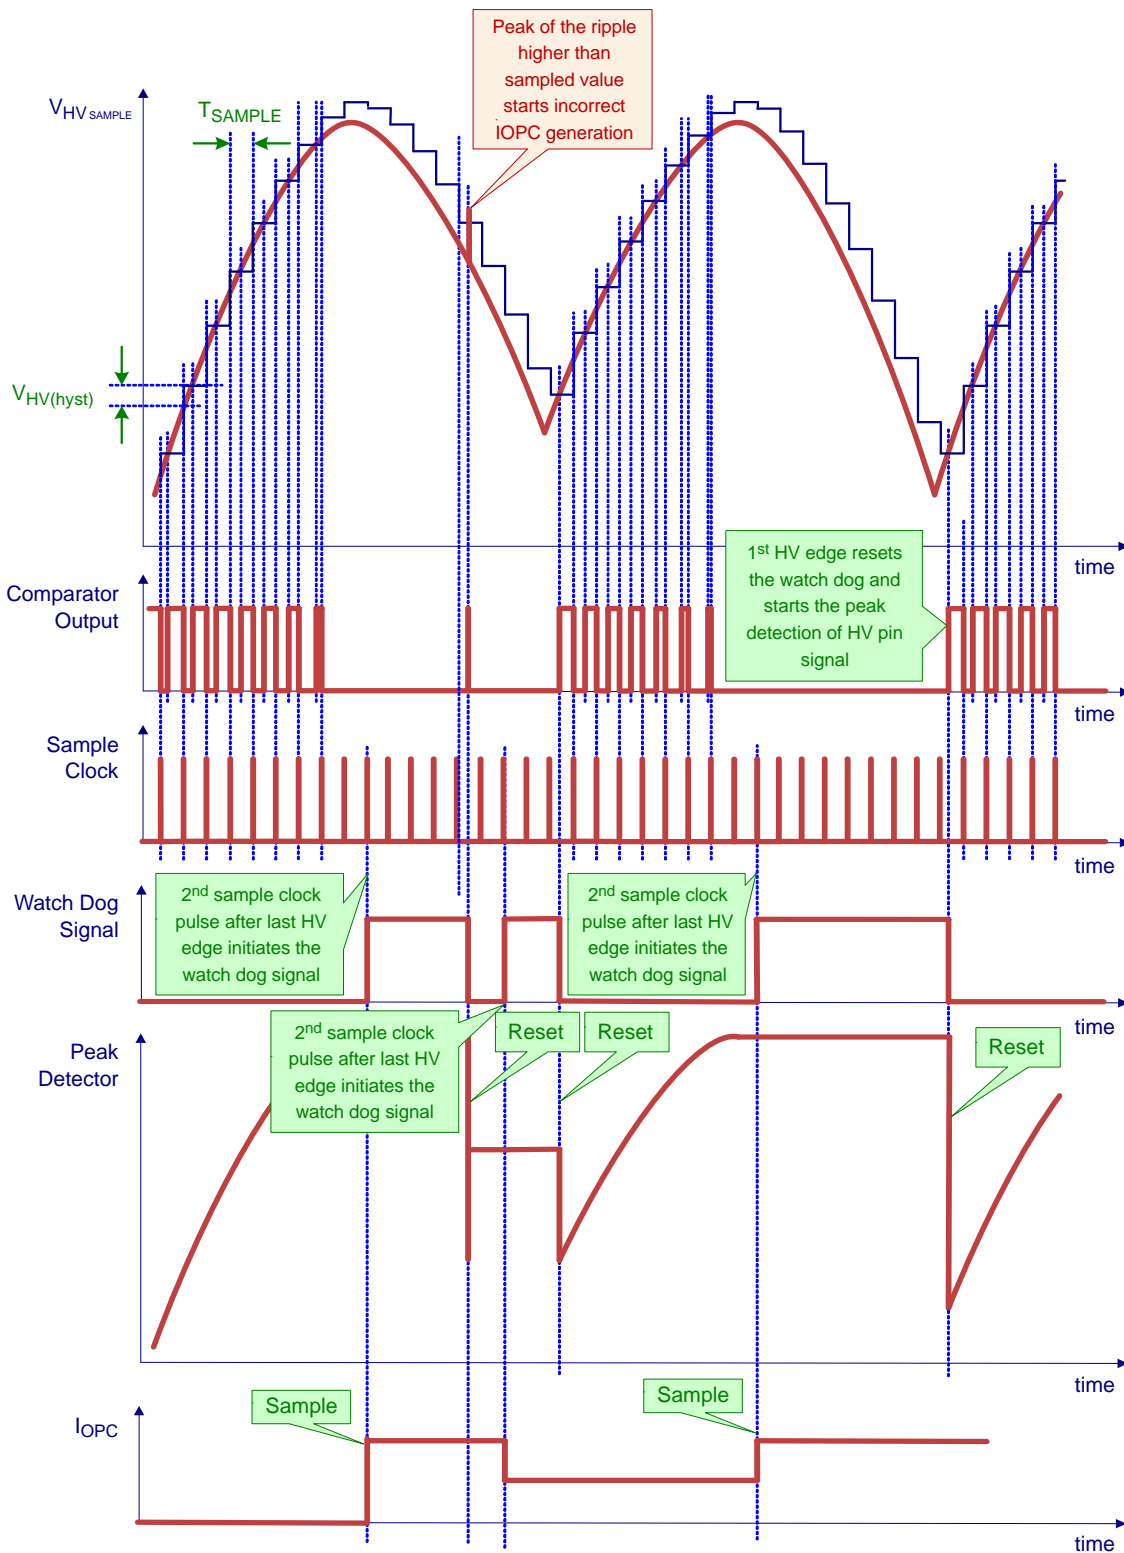 Peak of the ripple
higher than
sampled value
starts incorrect
IOPC generation
VHV SAMPLE
TSAMPLE
VHV(hyst)
time
1st HV edge resets
the watch dog and
starts the peak
detection of HV pin
signal
Comparator
Output
time
Sample
Clock
time
2nd sample clock
pulse after last HV
edge initiates the
watch dog signal
2nd sample clock
pulse after last HV
edge initiates the
watch dog signal
Watch Dog
Signal
time
2nd sample clock
pulse after last HV
edge initiates the
watch dog signal
Reset
Reset
Reset
Peak
Detector
time
Sample
Sample
IOPC
time